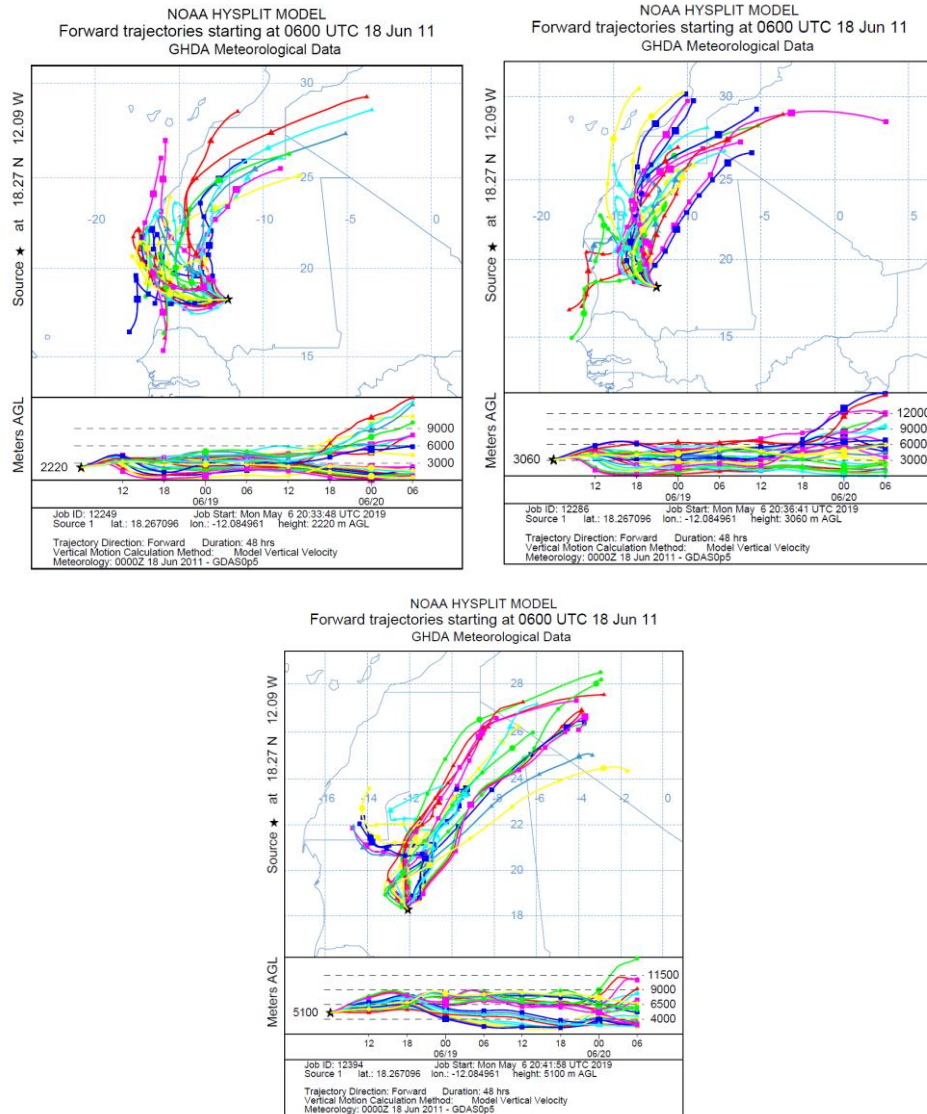 NOAA HYSPLIT MODEL
Forward trajectories starting at 0600 UTC 18 Jun 11
GHDA Meteorological Data
Source ★ at 18.27 N 12.09 W
30
25
20
15
-20
-15
-10
-5
0
Meters AGL
2220
9000
6000
3000
12 18 00 06 12 18 00 06
06/19 06/20
Job ID: 12249 Job Start: Mon May 6 20:33:48 UTC 2019
Source 1 lat.: 18.267096 lon.: -12.084961 height: 2220 m AGL
Trajectory Direction: Forward Duration: 48 hrs
Vertical Motion Calculation Method: Model Vertical Velocity
Meteorology: 0000Z 18 Jun 2011 - GDAS0p5
NOAA HYSPLIT MODEL
Forward trajectories starting at 0600 UTC 18 Jun 11
GHDA Meteorological Data
Source ★ at 18.27 N 12.09 W
30
25
20
15
-20
-15
-10
-5
0
5
Meters AGL
3060
12000
9000
6000
3000
12 18 00 06 12 18 00 06
06/19 06/20
Job ID: 12286 Job Start: Mon May 6 20:36:41 UTC 2019
Source 1 lat.: 18.267096 lon.: -12.084961 height: 3060 m AGL
Trajectory Direction: Forward Duration: 48 hrs
Vertical Motion Calculation Method: Model Vertical Velocity
Meteorology: 0000Z 18 Jun 2011 - GDAS0p5
NOAA HYSPLIT MODEL
Forward trajectories starting at 0600 UTC 18 Jun 11
GHDA Meteorological Data
Source ★ at 18.27 N 12.09 W
28
26
24
22
20
18
-16 -14 -12 -10 -8 -6 -4 -2 0
Meters AGL
5100
11500
9000
6500
4000
12 18 00 06 12 18 00 06
06/19 06/20
Job ID: 12394 Job Start: Mon May 6 20:41:58 UTC 2019
Source 1 lat.: 18.267096 lon.: -12.084961 height: 5100 m AGL
Trajectory Direction: Forward Duration: 48 hrs
Vertical Motion Calculation Method: Model Vertical Velocity
Meteorology: 0000Z 18 Jun 2011 - GDAS0p5